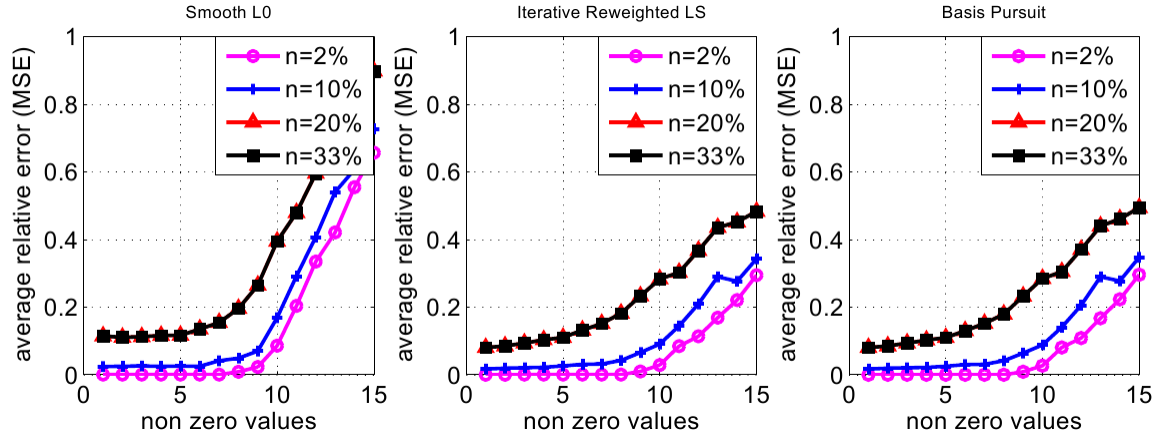 Smooth L0
1
0.8
0.6
0.4
0.2
0
0
5
10
15
average relative error (MSE)
non zero values
n=2%
n=10%
n=20%
n=33%
Iterative Reweighted LS
1
0.8
0.6
0.4
0.2
0
0
5
10
15
average relative error (MSE)
non zero values
n=2%
n=10%
n=20%
n=33%
Basis Pursuit
1
0.8
0.6
0.4
0.2
0
0
5
10
15
average relative error (MSE)
non zero values
n=2%
n=10%
n=20%
n=33%